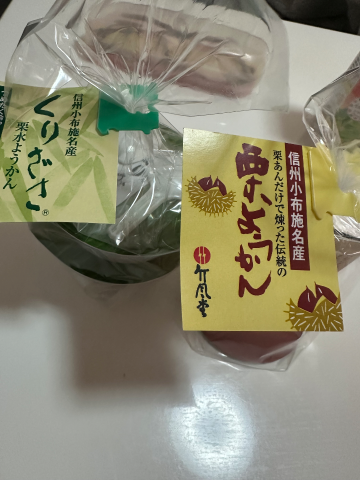 信州小布施名産
くりざさ®
栗水ようかん
信州小布施名産
栗あんだけで煉った伝統の
栗ようかん
竹風堂